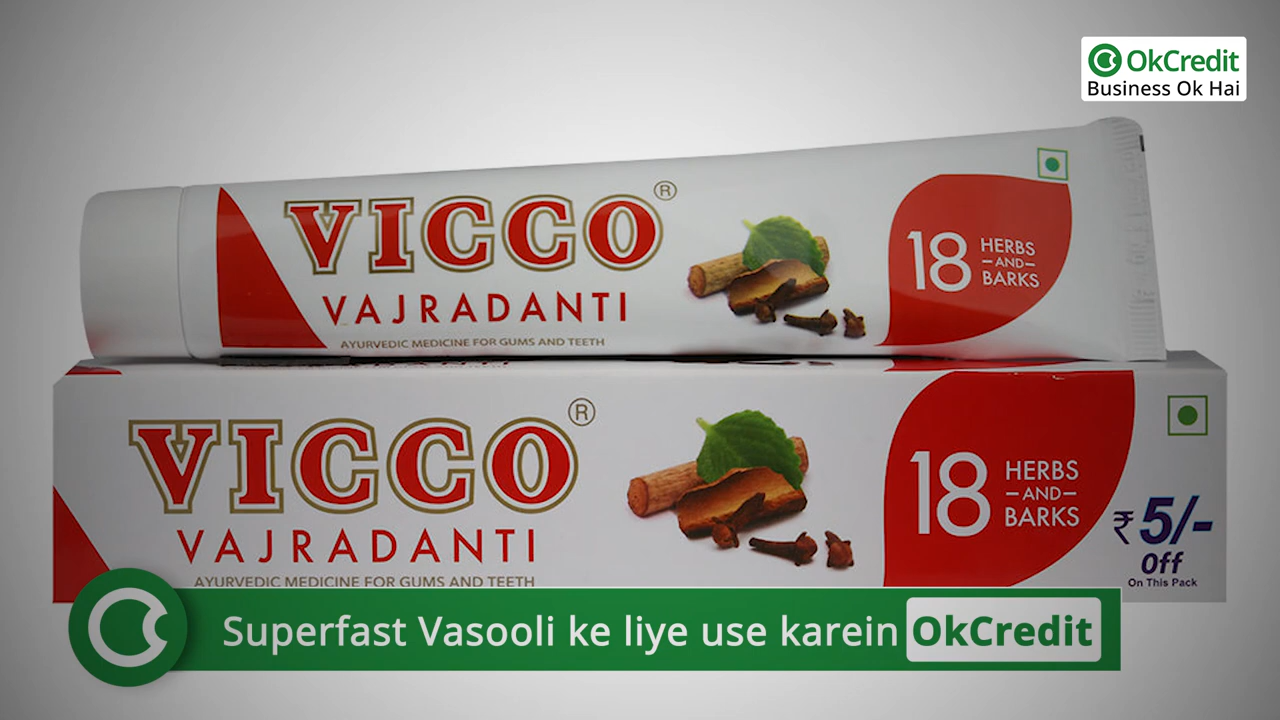 OkCredit
Business Ok Hai
VICCO®
VAJRADANTI
AYURVEDIC MEDICINE FOR GUMS AND TEETH
18 HERBS
–AND–
BARKS
VICCO®
VAJRADANTI
AYURVEDIC MEDICINE FOR GUMS AND TEETH
18 HERBS
–AND–
BARKS
₹ 5/-
Off
On This Pack
Superfast Vasooli ke liye use karein OkCredit